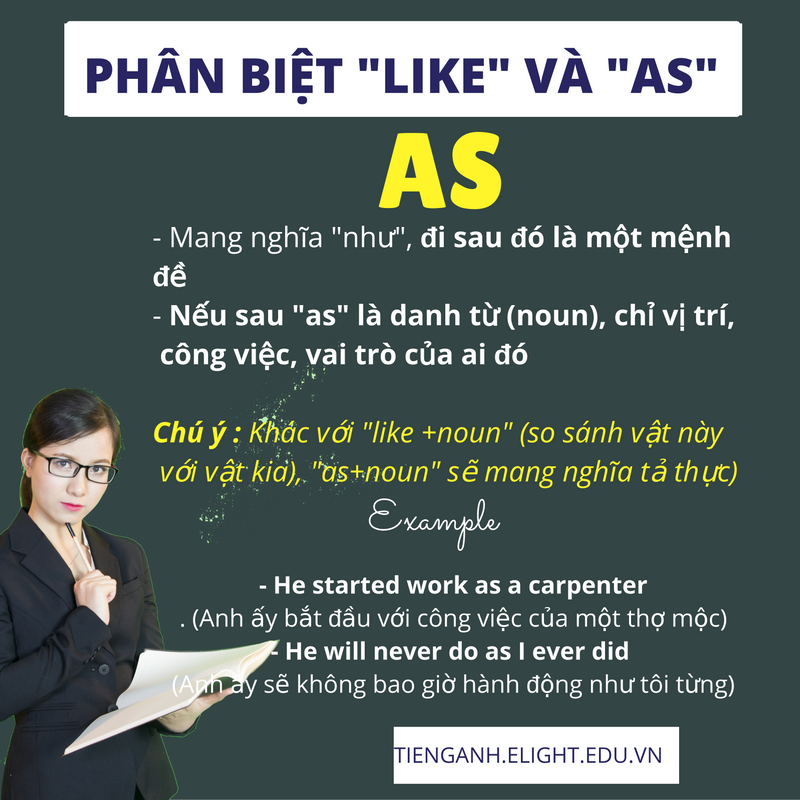 PHÂN BIỆT "LIKE" VÀ "AS"
AS
- Mang nghĩa "như", đi sau đó là một mệnh
đề
- Nếu sau "as" là danh từ (noun), chỉ vị trí,
công việc, vai trò của ai đó
Chú ý : Khác với "like +noun" (so sánh vật này
với vật kia), "as+noun" sẽ mang nghĩa tả thực)
Example
- He started work as a carpenter
. (Anh ấy bắt đầu với công việc của một thợ mộc)
- He will never do as I ever did
(Anh ấy sẽ không bao giờ hành động như tôi từng)
TIENGANH.ELIGHT.EDU.VN